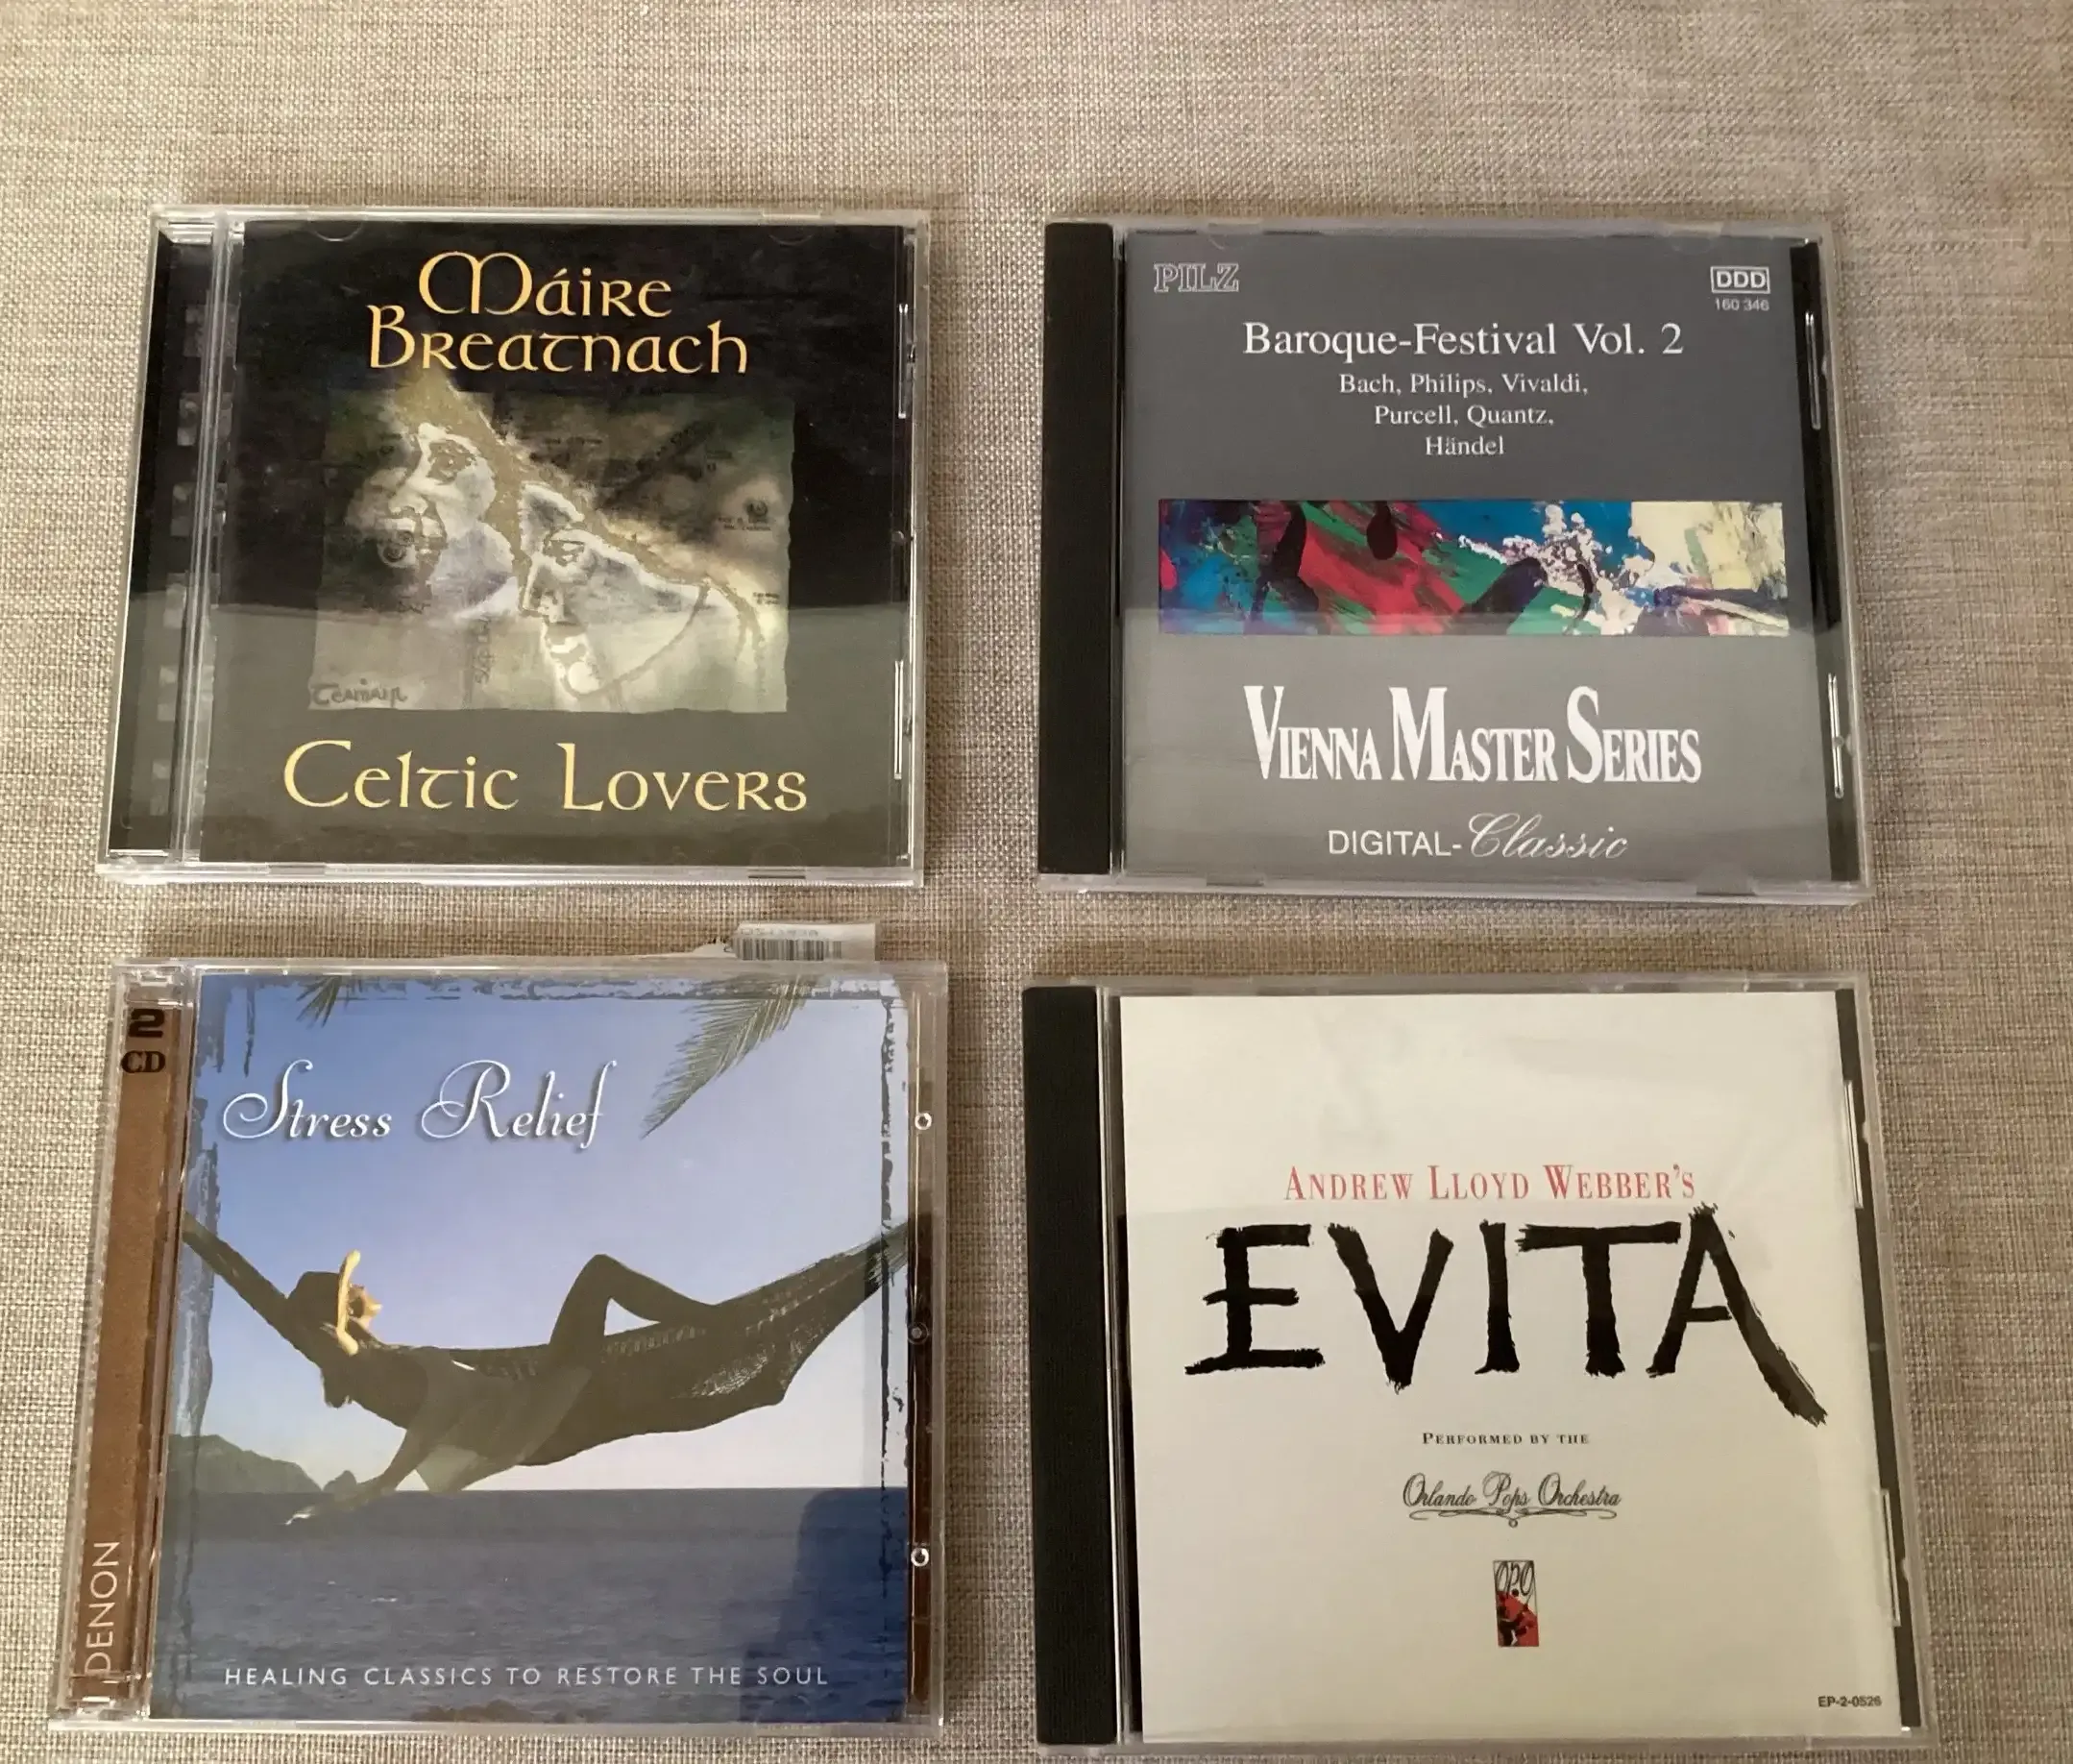 Máire
Breatnach
Teamair
Celtic Lovers
PILZ
DDD
160 346
Baroque-Festival Vol. 2
Bach, Philips, Vivaldi,
Purcell, Quantz,
Händel
VIENNA MASTER SERIES
DIGITAL-Classic
2
CD
DENON
Stress Relief
HEALING CLASSICS TO RESTORE THE SOUL
ANDREW LLOYD WEBBER'S
EVITA
PERFORMED BY THE
Orlando Pops Orchestra
OPO
EP-2-0526